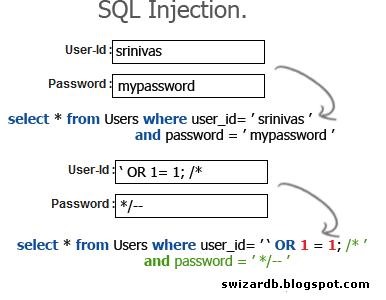 SQL Injection.
User-Id : srinivas
Password : mypassword
select * from Users where user_id= ’ srinivas ’
and password = ’ mypassword ’
User-Id : ‘ OR 1= 1; /*
Password : */--
select * from Users where user_id= ’‘ OR 1 = 1; /* ’
and password = ’ */-- ’
swizardb.blogspot.com